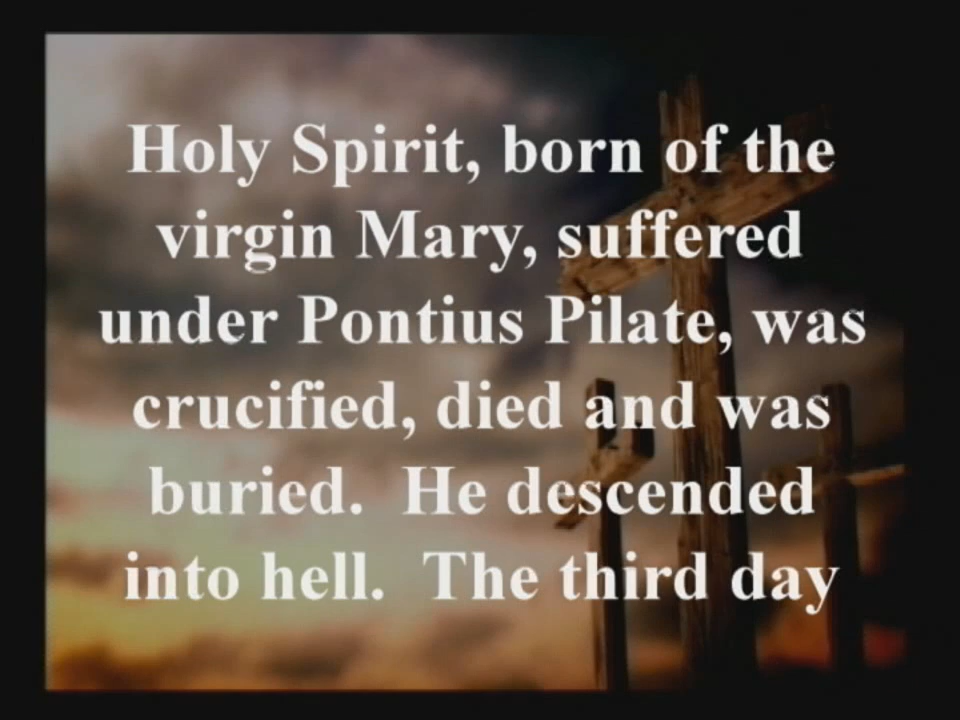 Holy Spirit, born of the
virgin Mary, suffered
under Pontius Pilate, was
crucified, died and was
buried.  He descended
into hell.  The third day